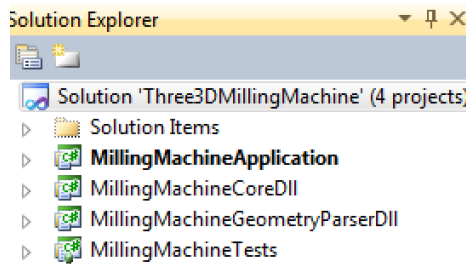 Solution Explorer
Solution 'Three3DMillingMachine' (4 projects)
Solution Items
MillingMachineApplication
MillingMachineCoreDll
MillingMachineGeometryParserDll
MillingMachineTests